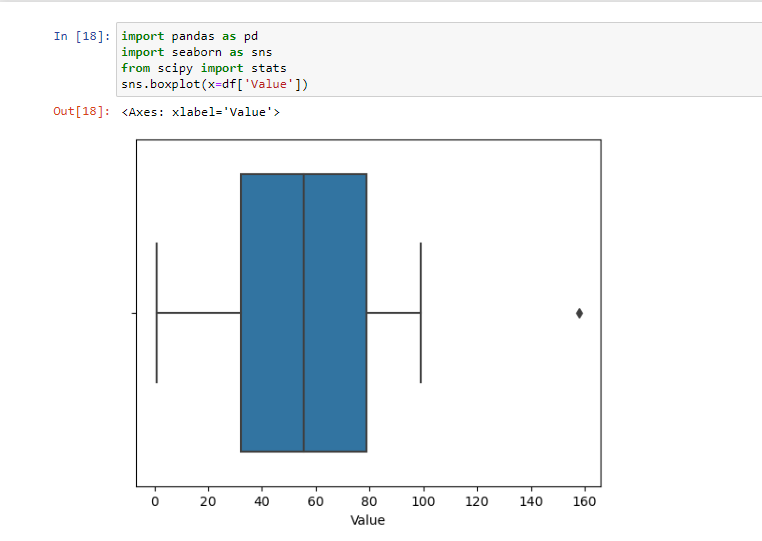 In [18]: import pandas as pd
import seaborn as sns
from scipy import stats
sns.boxplot(x=df['Value'])
Out[18]: <Axes: xlabel='Value'>
0 20 40 60 80 100 120 140 160
Value